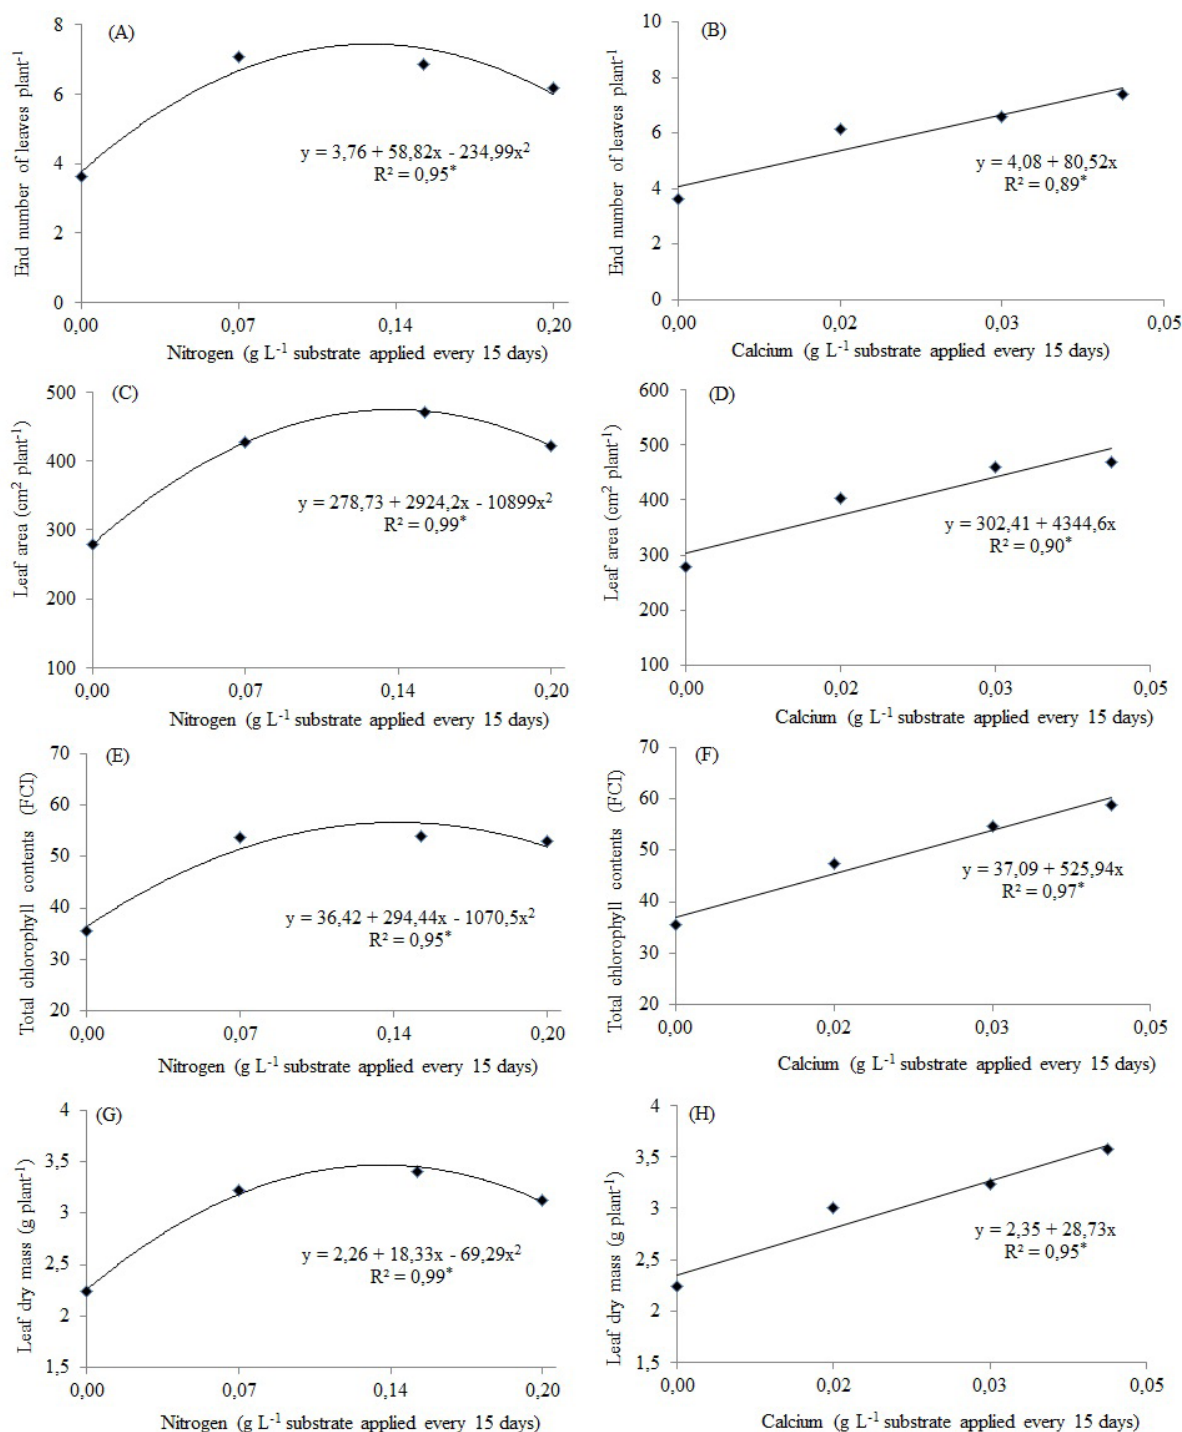 (A)
End number of leaves plant⁻¹
8
6
4
2
0
y = 3,76 + 58,82x - 234,99x²
R² = 0,95*
0,00 0,07 0,14 0,20
Nitrogen (g L⁻¹ substrate applied every 15 days)
(B)
End number of leaves plant⁻¹
10
8
6
4
2
0
y = 4,08 + 80,52x
R² = 0,89*
0,00 0,02 0,03 0,05
Calcium (g L⁻¹ substrate applied every 15 days)
(C)
Leaf area (cm² plant⁻¹)
500
400
300
200
100
y = 278,73 + 2924,2x - 10899x²
R² = 0,99*
0,00 0,07 0,14 0,20
Nitrogen (g L⁻¹ substrate applied every 15 days)
(D)
Leaf area (cm² plant⁻¹)
600
500
400
300
200
100
y = 302,41 + 4344,6x
R² = 0,90*
0,00 0,02 0,03 0,05
Calcium (g L⁻¹ substrate applied every 15 days)
(E)
Total chlorophyll contents (FCI)
70
60
50
40
30
20
y = 36,42 + 294,44x - 1070,5x²
R² = 0,95*
0,00 0,07 0,14 0,20
Nitrogen (g L⁻¹ substrate applied every 15 days)
(F)
Total chlorophyll contents (FCI)
70
60
50
40
30
20
y = 37,09 + 525,94x
R² = 0,97*
0,00 0,02 0,03 0,05
Calcium (g L⁻¹ substrate applied every 15 days)
(G)
Leaf dry mass (g plant⁻¹)
4
3,5
3
2,5
2
1,5
y = 2,26 + 18,33x - 69,29x²
R² = 0,99*
0,00 0,07 0,14 0,20
Nitrogen (g L⁻¹ substrate applied every 15 days)
(H)
Leaf dry mass (g plant⁻¹)
4
3,5
3
2,5
2
1,5
y = 2,35 + 28,73x
R² = 0,95*
0,00 0,02 0,03 0,05
Calcium (g L⁻¹ substrate applied every 15 days)